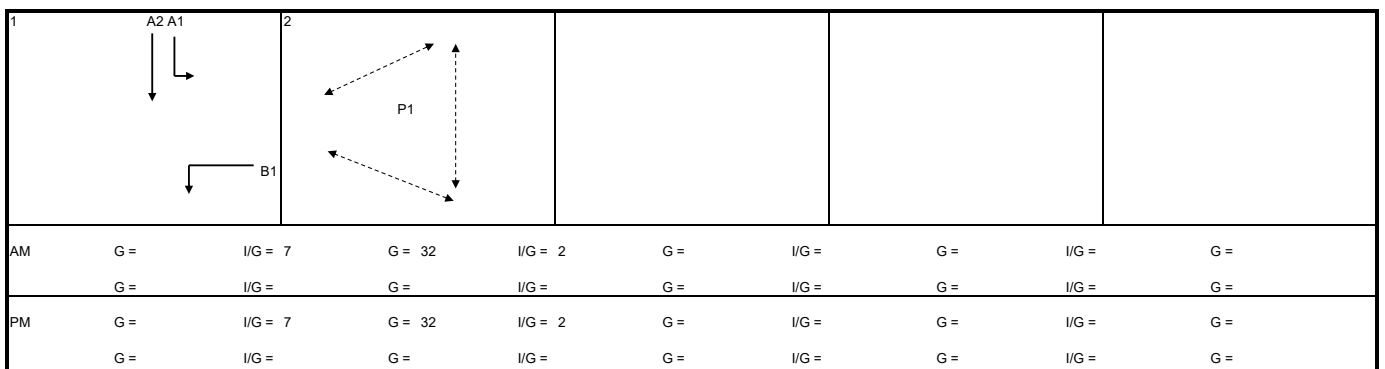 1 A2 A1 2
P1
B1
AM G = I/G = 7 G = 32 I/G = 2 G = I/G = G = I/G = G =
G = I/G = G = I/G = G = I/G = G = I/G = G =
PM G = I/G = 7 G = 32 I/G = 2 G = I/G = G = I/G = G =
G = I/G = G = I/G = G = I/G = G = I/G = G =